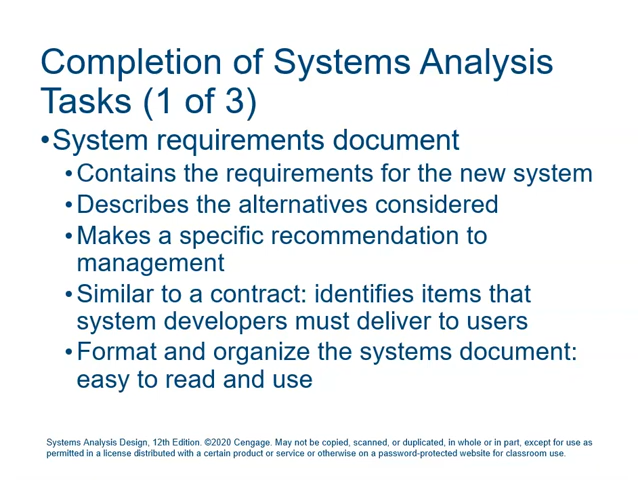 Completion of Systems Analysis
Tasks (1 of 3)
•System requirements document
•Contains the requirements for the new system
•Describes the alternatives considered
•Makes a specific recommendation to
management
•Similar to a contract: identifies items that
system developers must deliver to users
•Format and organize the systems document:
easy to read and use
Systems Analysis Design, 12th Edition. ©2020 Cengage. May not be copied, scanned, or duplicated, in whole or in part, except for use as
permitted in a license distributed with a certain product or service or otherwise on a password-protected website for classroom use.